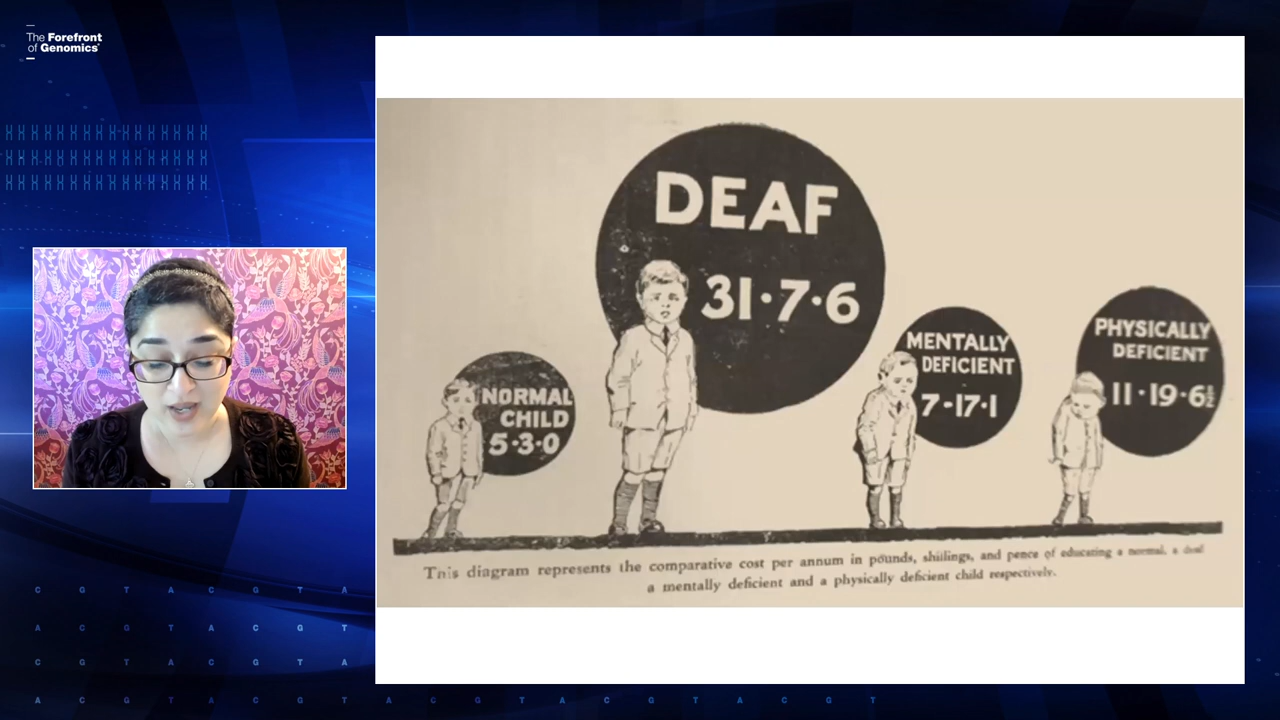 The Forefront
of Genomics®
DEAF
31·7·6
NORMAL
CHILD
5·3·0
MENTALLY
DEFICIENT
7-17·1
PHYSICALLY
DEFICIENT
11·19·6½
This diagram represents the comparative cost per annum in pounds, shillings, and pence of educating a normal, a deaf
a mentally deficient and a physically deficient child respectively.
C G T A C G T A
A C G T A C G T
C G T A C G T A
A C G T A C G T A C G T A C G T A C G T